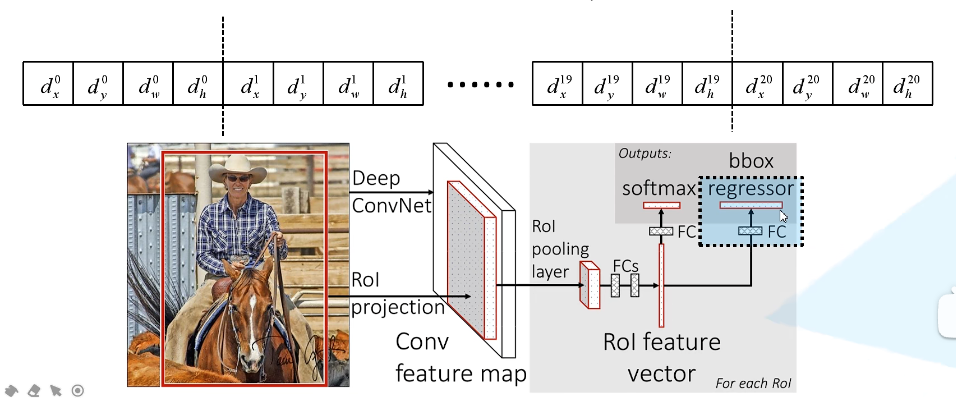 d_x^0 d_y^0 d_w^0 d_h^0 d_x^1 d_y^1 d_w^1 d_h^1 ...... d_x^19 d_y^19 d_w^19 d_h^19 d_x^20 d_y^20 d_w^20 d_h^20
Deep
ConvNet
RoI
projection
Conv
feature map
RoI
pooling
layer
FCs
Outputs:
softmax
bbox
regressor
FC
FC
RoI feature
vector
For each RoI